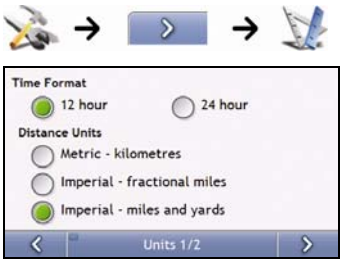 Time Format
12 hour 24 hour
Distance Units
Metric - kilometres
Imperial - fractional miles
Imperial - miles and yards
Units 1/2